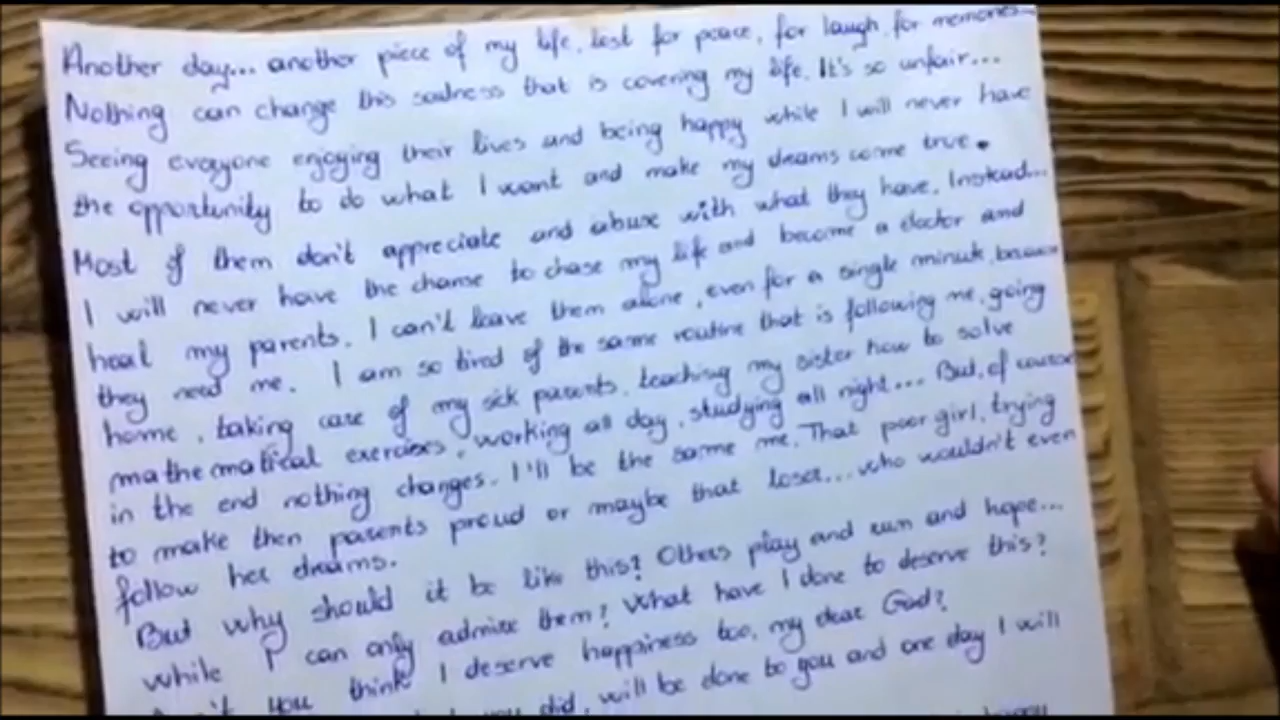 Another day... another piece of my life, lost for peace, for laugh, for memories...
Nothing can change this sadness that is covering my life. It's so unfair...
Seeing everyone enjoying their lives and being happy while I will never have
the opportunity to do what I want and make my dreams come true.
Most of them don't appreciate and abuse with what they have. Instead...
I will never have the chanse to chase my life and become a doctor and
heal my parents. I can't leave them alone, even for a single minute, because
they need me. I am so tired of the same routine that is following me, going
home, taking care of my sick parents, teaching my sister how to solve
mathematical exercises, working all day, studying all night... But, of course
in the end nothing changes. I'll be the same me. That poor girl, trying
to make then parents proud or maybe that loser... who wouldn't even
follow her dreams.
But why should it be like this? Others play and run and hope...
while I can only admire them? What have I done to deserve this?
you think I deserve happiness too, my dear God?
you did, will be done to you and one day I will
happy